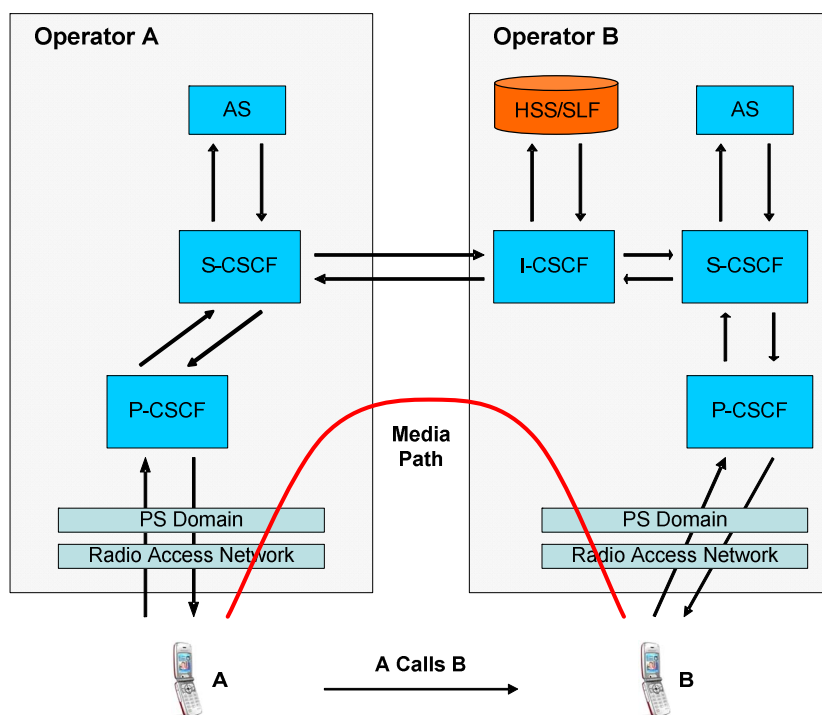 Operator A
Operator B
AS
HSS/SLF
AS
S-CSCF
I-CSCF
S-CSCF
P-CSCF
P-CSCF
Media
Path
PS Domain
PS Domain
Radio Access Network
Radio Access Network
A
A Calls B
B